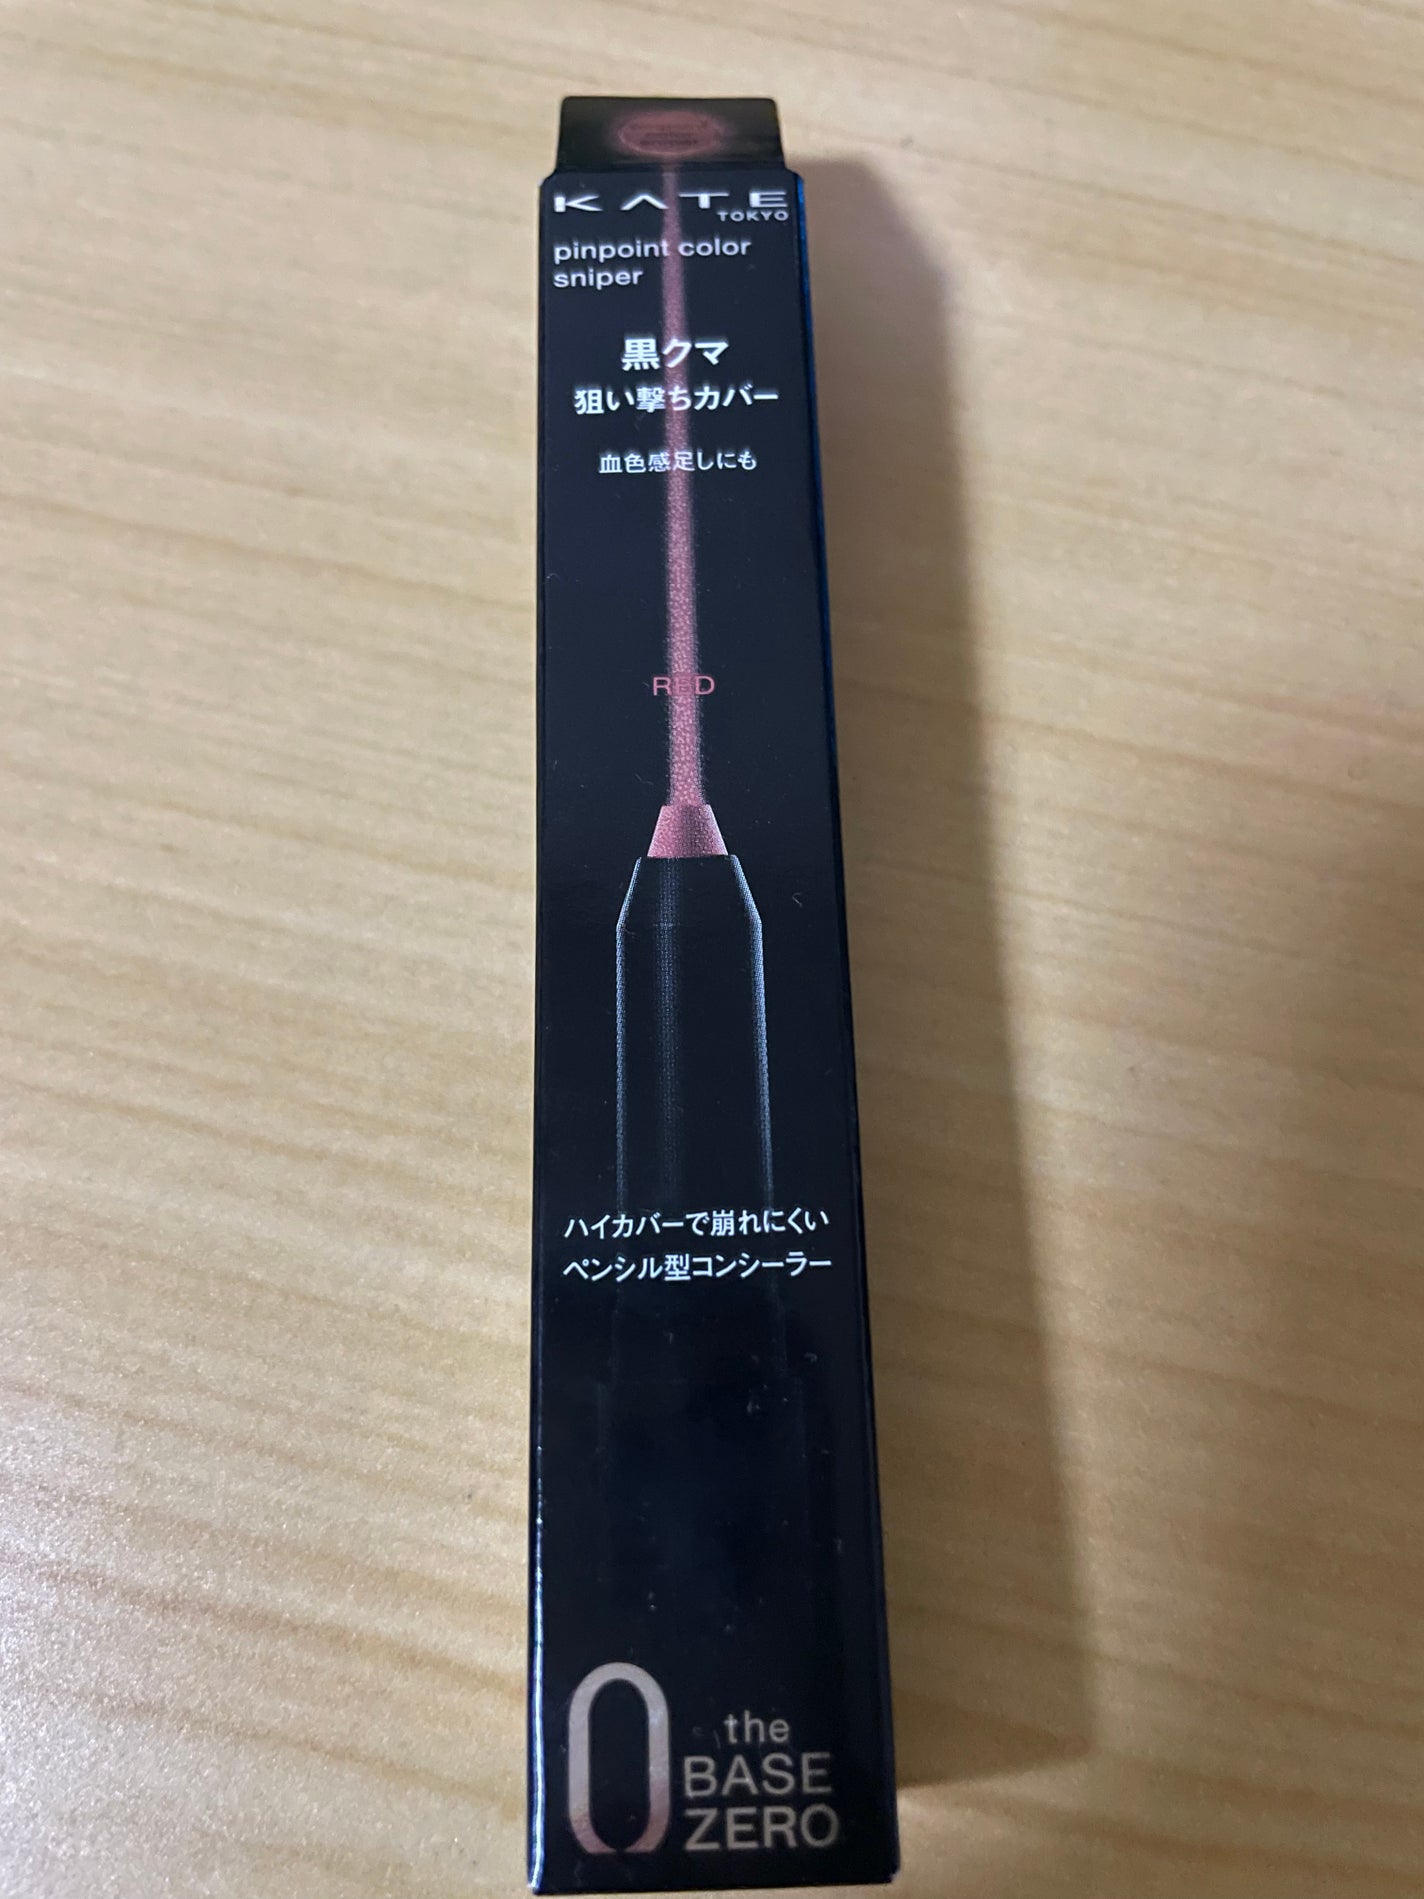 KATE
TOKYO
pinpoint color
sniper
黒クマ
狙い撃ちカバー
血色感足しにも
RED
ハイカバーで崩れにくい
ペンシル型コンシーラー
0
the
BASE
ZERO